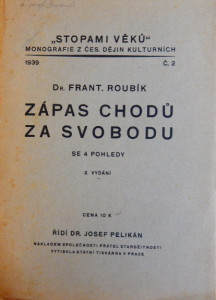 „STOPAMI VĚKŮ"
MONOGRAFIE Z ČES. DĚJIN KULTURNÍCH
1939 Č. 2
DR. FRANT. ROUBÍK
ZÁPAS CHODŮ
ZA SVOBODU
SE 4 POHLEDY
2. VYDÁNÍ
CENA 10 K
ŘÍDÍ DR. JOSEF PELIKÁN
NÁKLADEM SPOLEČNOSTI PŘÁTEL STAROŽITNOSTÍ
VYTISKLA STÁTNÍ TISKÁRNA V PRAZE